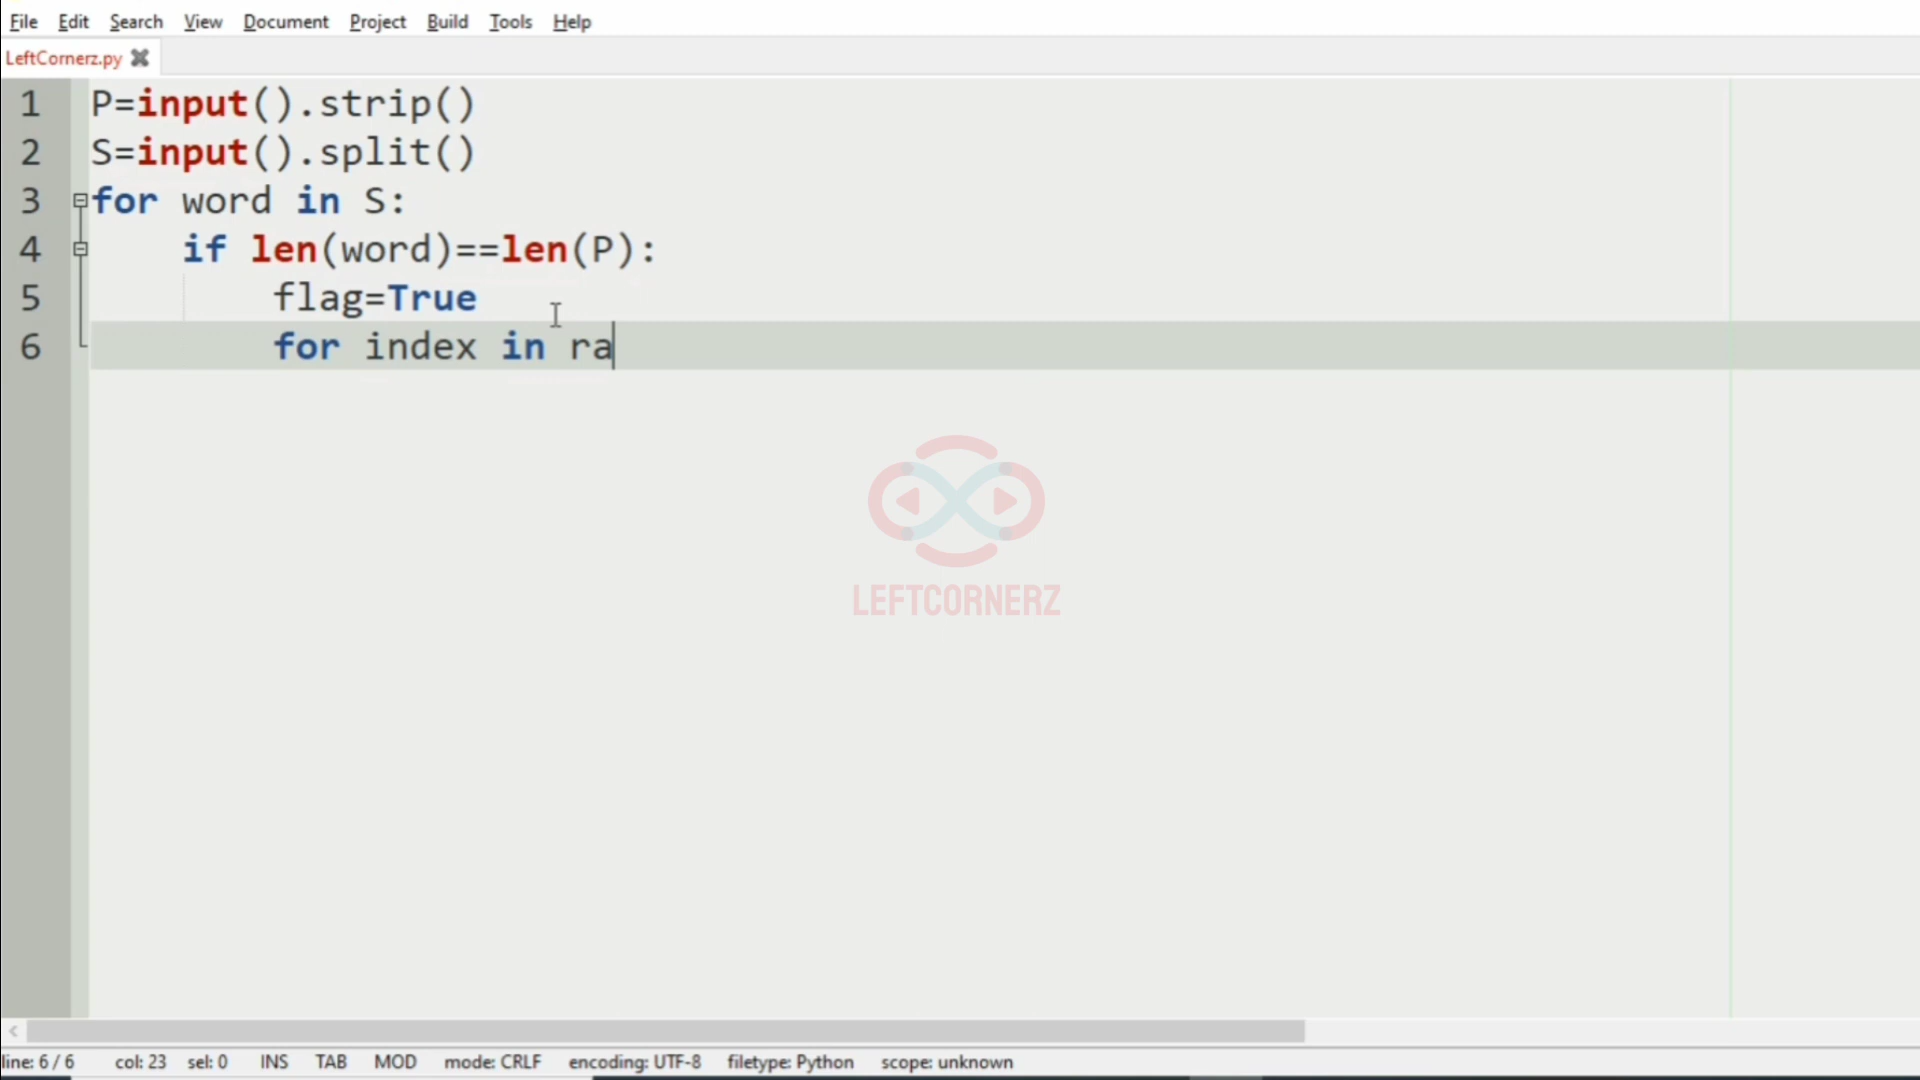 File Edit Search View Document Project Build Tools Help
LeftCornerz.py
1 P=input().strip()
2 S=input().split()
3 for word in S:
4     if len(word)==len(P):
5         flag=True
6         for index in ra
LEFTCORNERZ
line: 6 / 6 col: 23 sel: 0 INS TAB MOD mode: CRLF encoding: UTF-8 filetype: Python scope: unknown